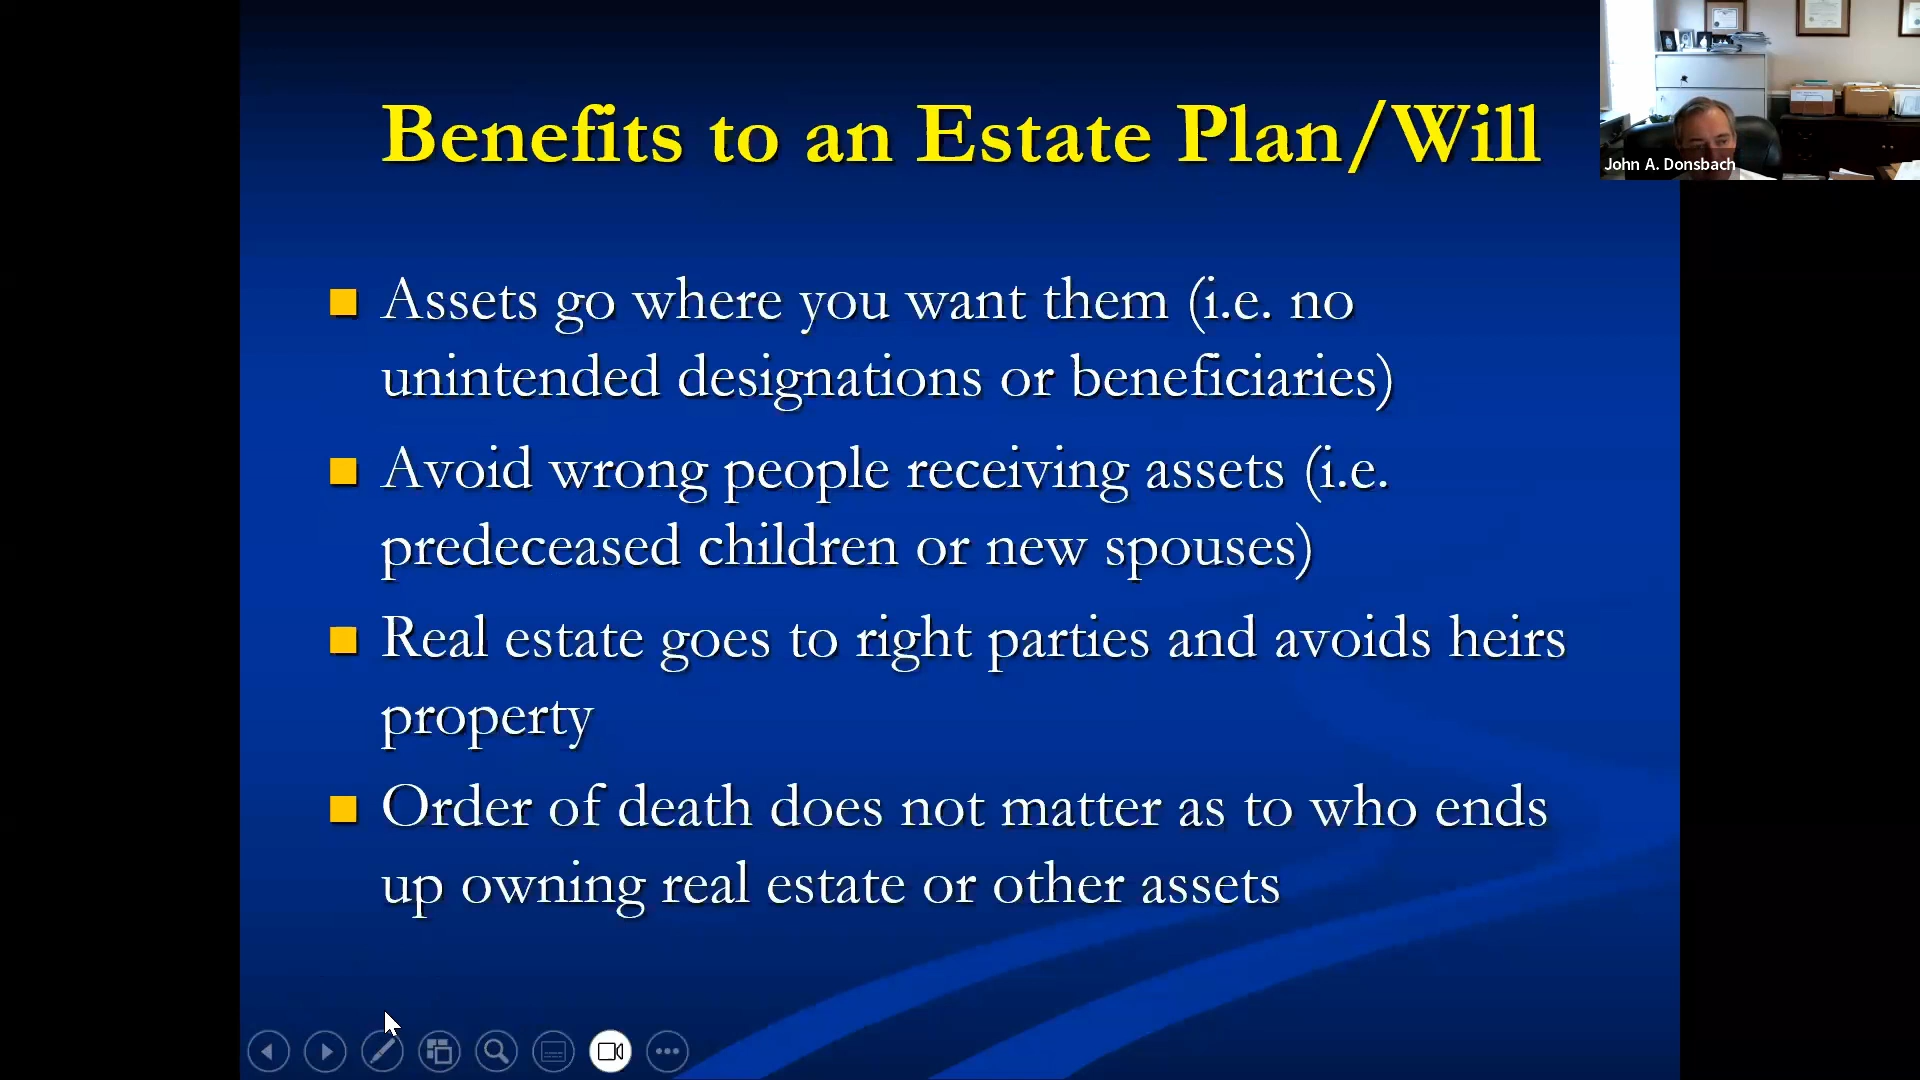 Benefits to an Estate Plan/Will
John A. Donsbach
Assets go where you want them (i.e. no
unintended designations or beneficiaries)
Avoid wrong people receiving assets (i.e.
predeceased children or new spouses)
Real estate goes to right parties and avoids heirs
property
Order of death does not matter as to who ends
up owning real estate or other assets